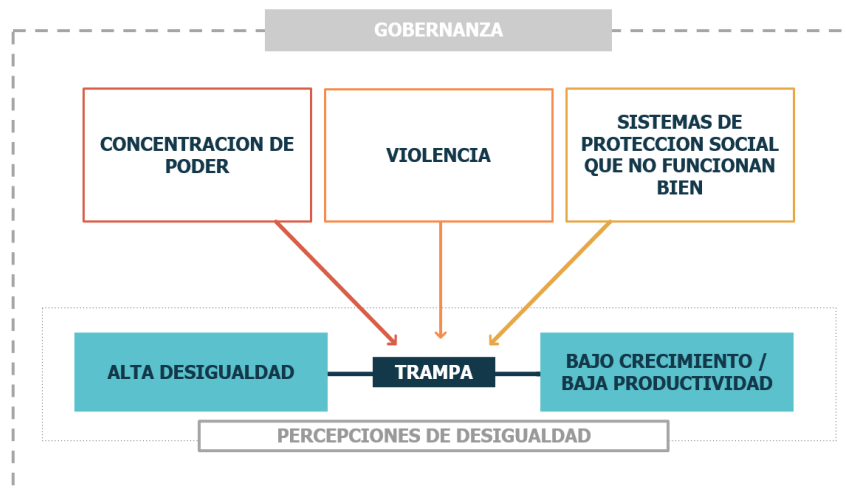 GOBERNANZA
CONCENTRACION DE
PODER
VIOLENCIA
SISTEMAS DE
PROTECCION SOCIAL
QUE NO FUNCIONAN
BIEN
ALTA DESIGUALDAD
TRAMPA
BAJO CRECIMIENTO /
BAJA PRODUCTIVIDAD
PERCEPCIONES DE DESIGUALDAD